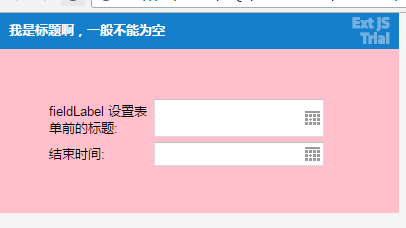 我是标题啊，一般不能为空
Ext JS
Trial
fieldLabel 设置表
单前的标题:
结束时间: